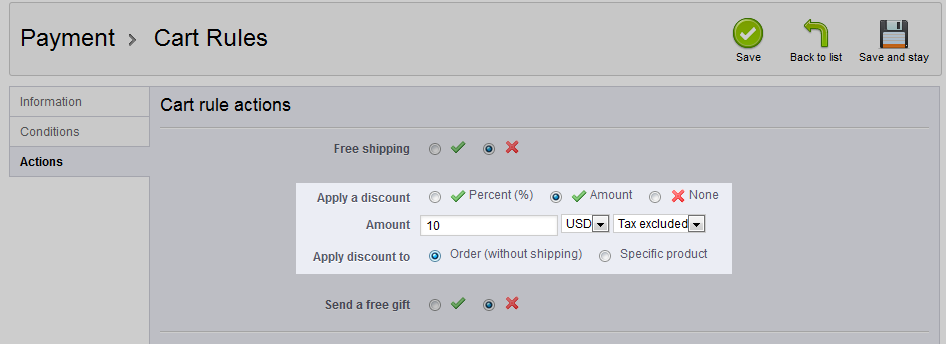 Payment > Cart Rules
Save
Back to list
Save and stay
Information
Conditions
Actions
Cart rule actions
Free shipping
Apply a discount Percent (%) Amount None
Amount 10 USD Tax excluded
Apply discount to Order (without shipping) Specific product
Send a free gift